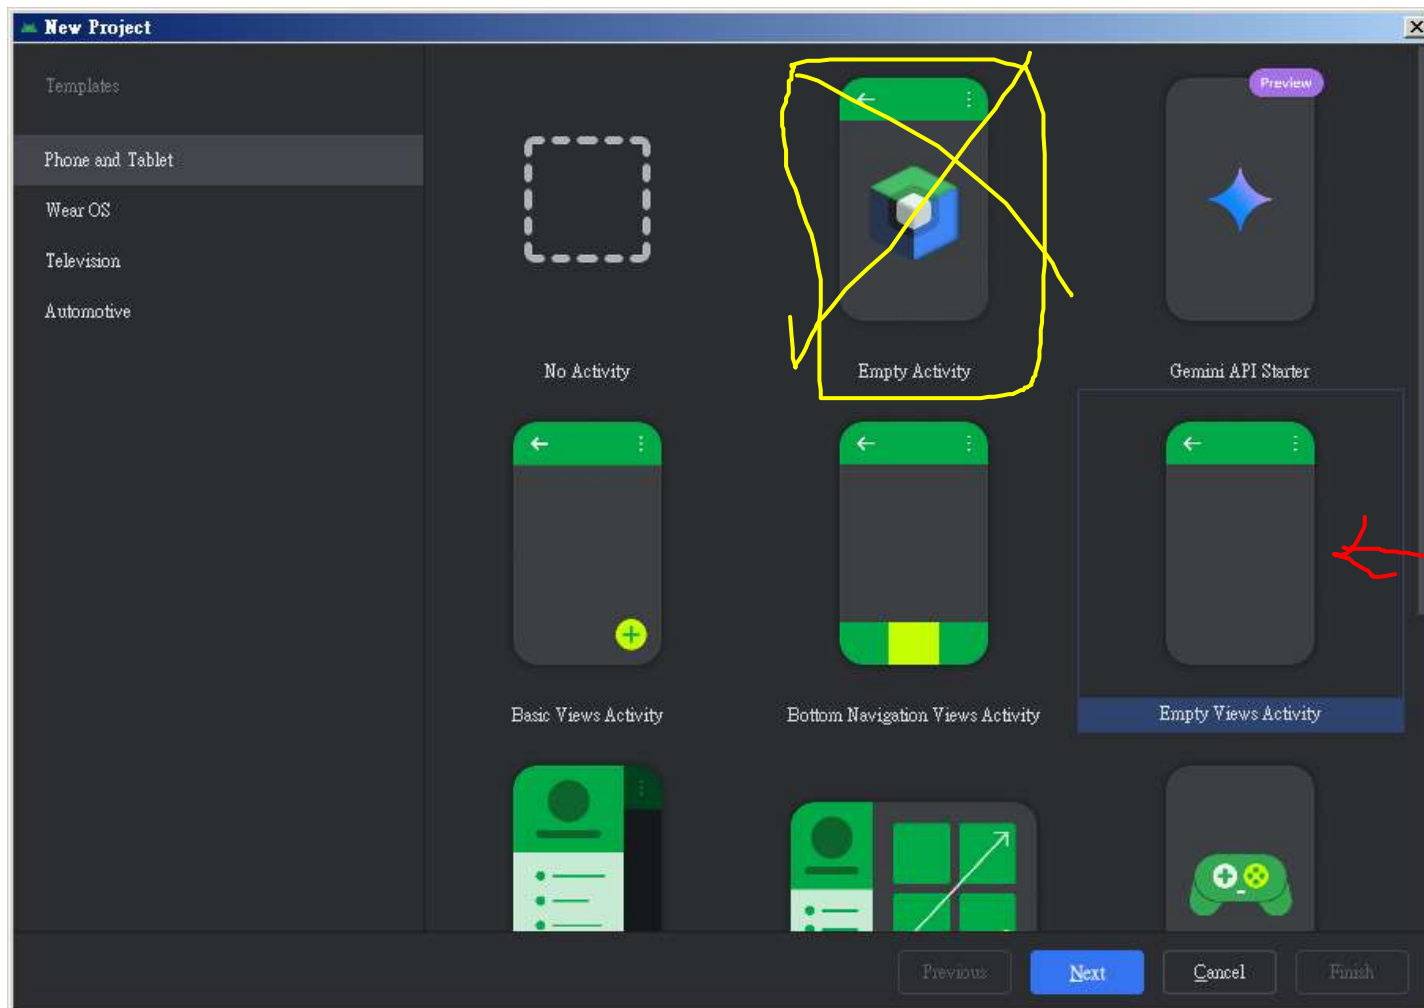 New Project
Templates
Phone and Tablet
Wear OS
Television
Automotive
Preview
No Activity
Empty Activity
Gemini API Starter
Basic Views Activity
Bottom Navigation Views Activity
Empty Views Activity
Previous
Next
Cancel
Finish